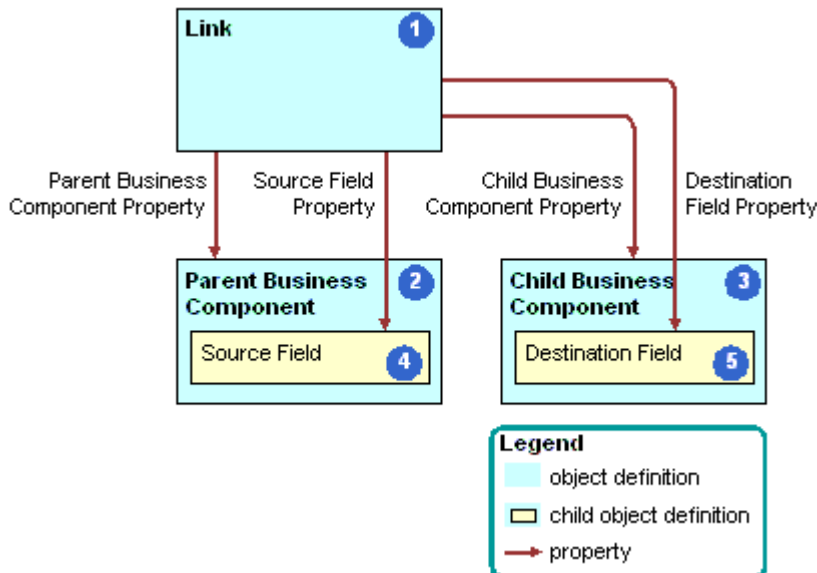 Link
1
Parent Business
Component Property
Source Field
Property
Child Business
Component Property
Destination
Field Property
Parent Business
Component
2
Source Field
4
Child Business
Component
3
Destination Field
5
Legend
object definition
child object definition
property